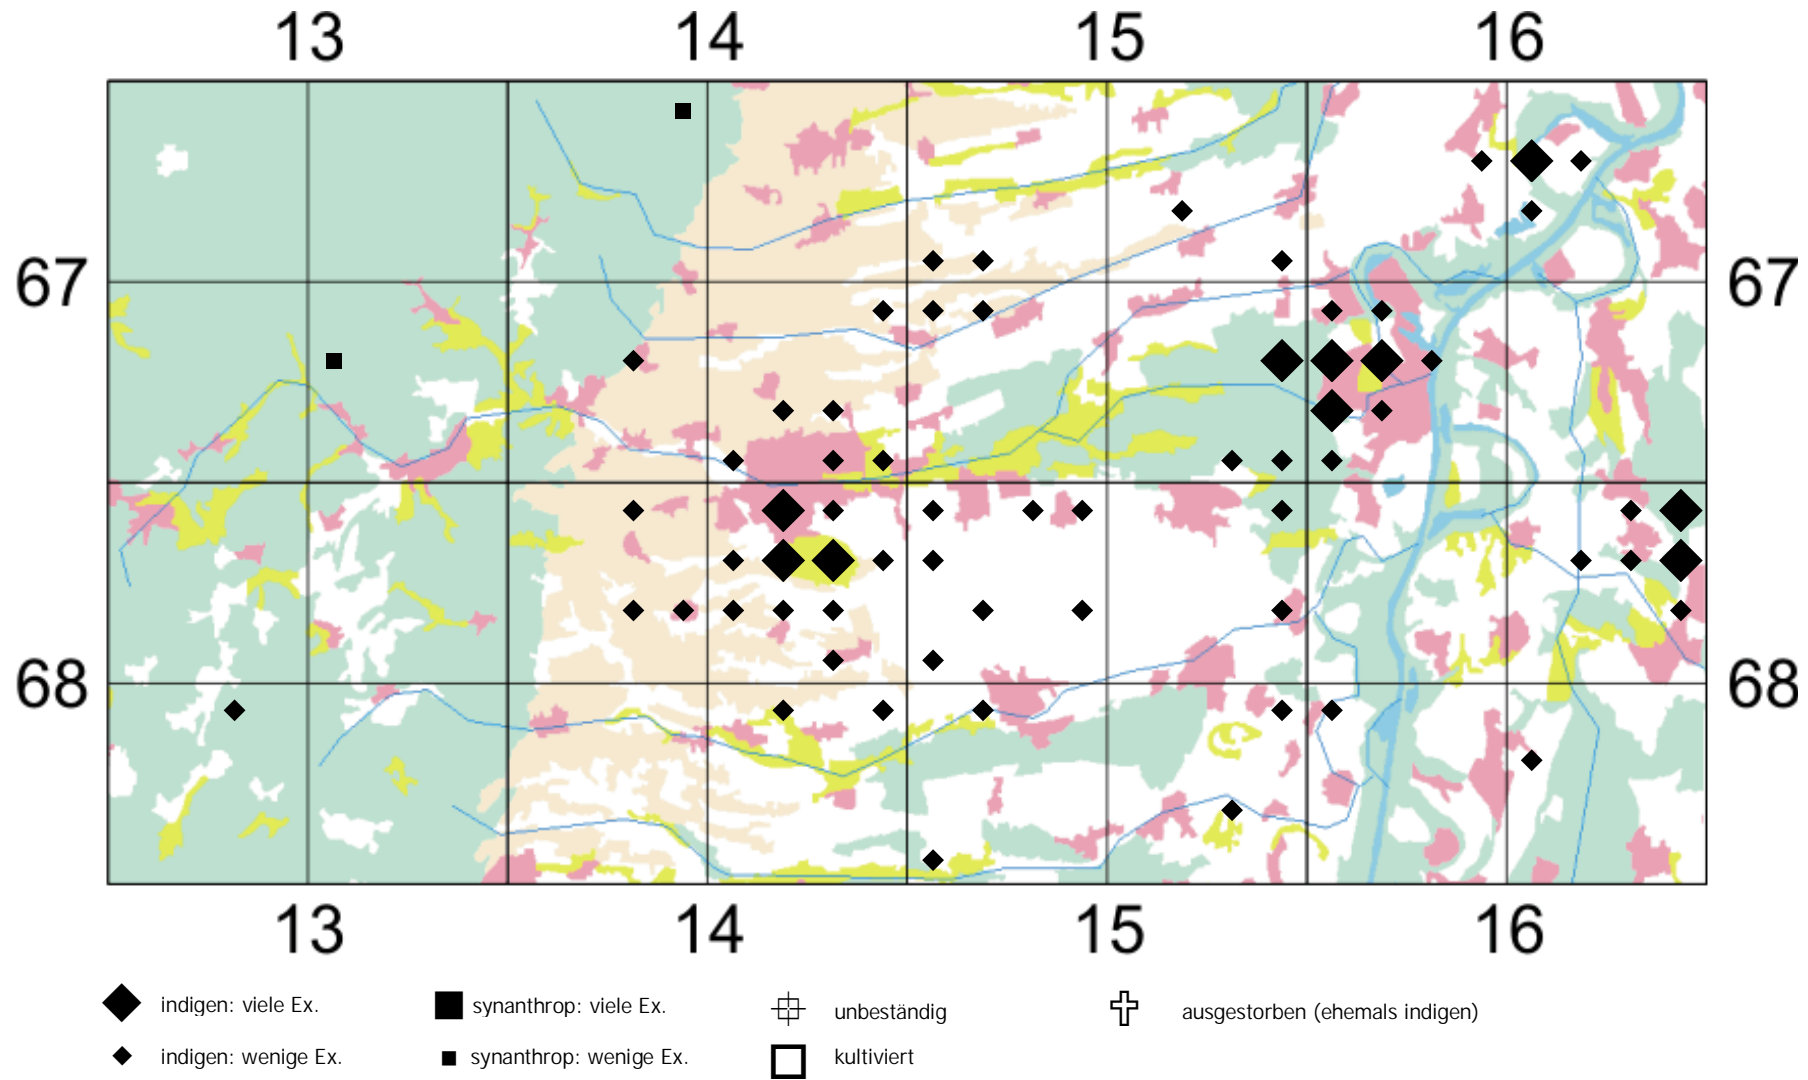 13 14 15 16
67 67
68 68
13 14 15 16
indigen: viele Ex. synanthrop: viele Ex. unbeständig ausgestorben (ehemals indigen)
indigen: wenige Ex. synanthrop: wenige Ex. kultiviert